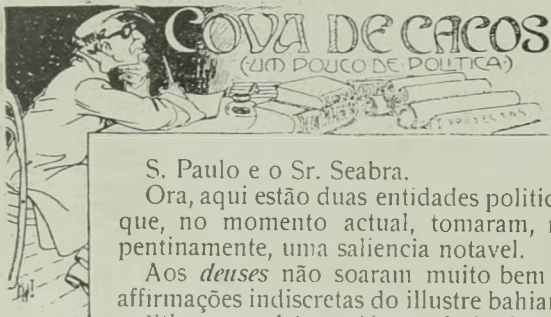 COVA DE CACOS
(UM POUCO DE POLITICA)
PROJECTOS
S. Paulo e o Sr. Seabra.
Ora, aqui estão duas entidades politic
que, no momento actual, tomaram, r
pentinamente, uma saliencia notavel.
Aos deuses não soaram muito bem
affirmações indiscretas do illustre bahian